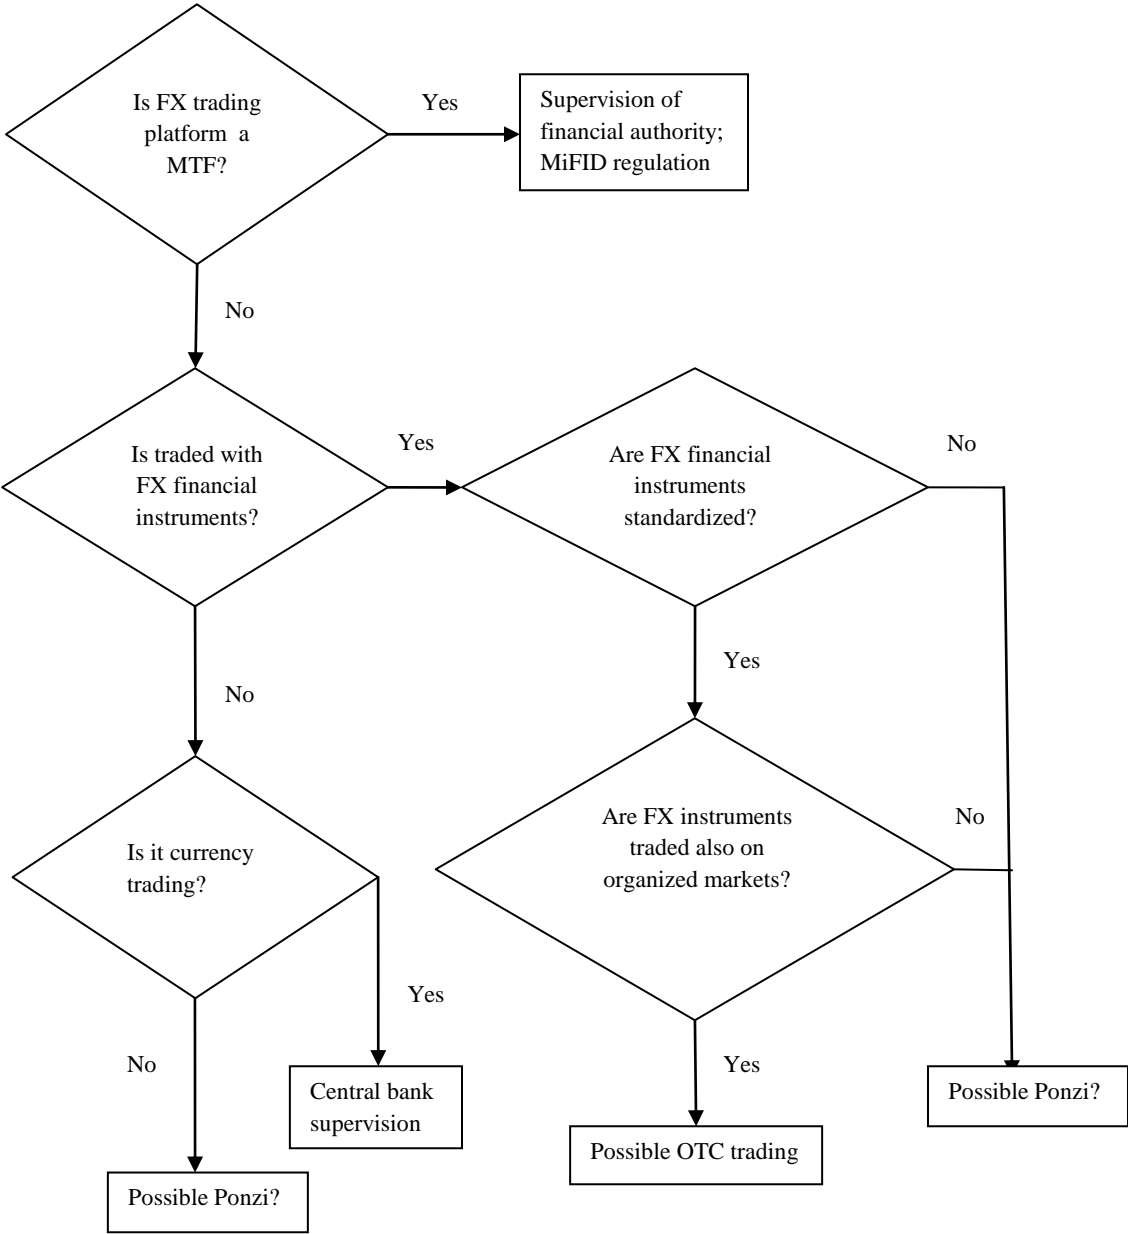 Is FX trading
platform a
MTF?
Yes
Supervision of
financial authority;
MiFID regulation
No
Is traded with
FX financial
instruments?
Yes
Are FX financial
instruments
standardized?
No
Yes
No
Is it currency
trading?
Are FX instruments
traded also on
organized markets?
No
Yes
No
Central bank
supervision
Yes
Possible Ponzi?
Possible OTC trading
Possible Ponzi?